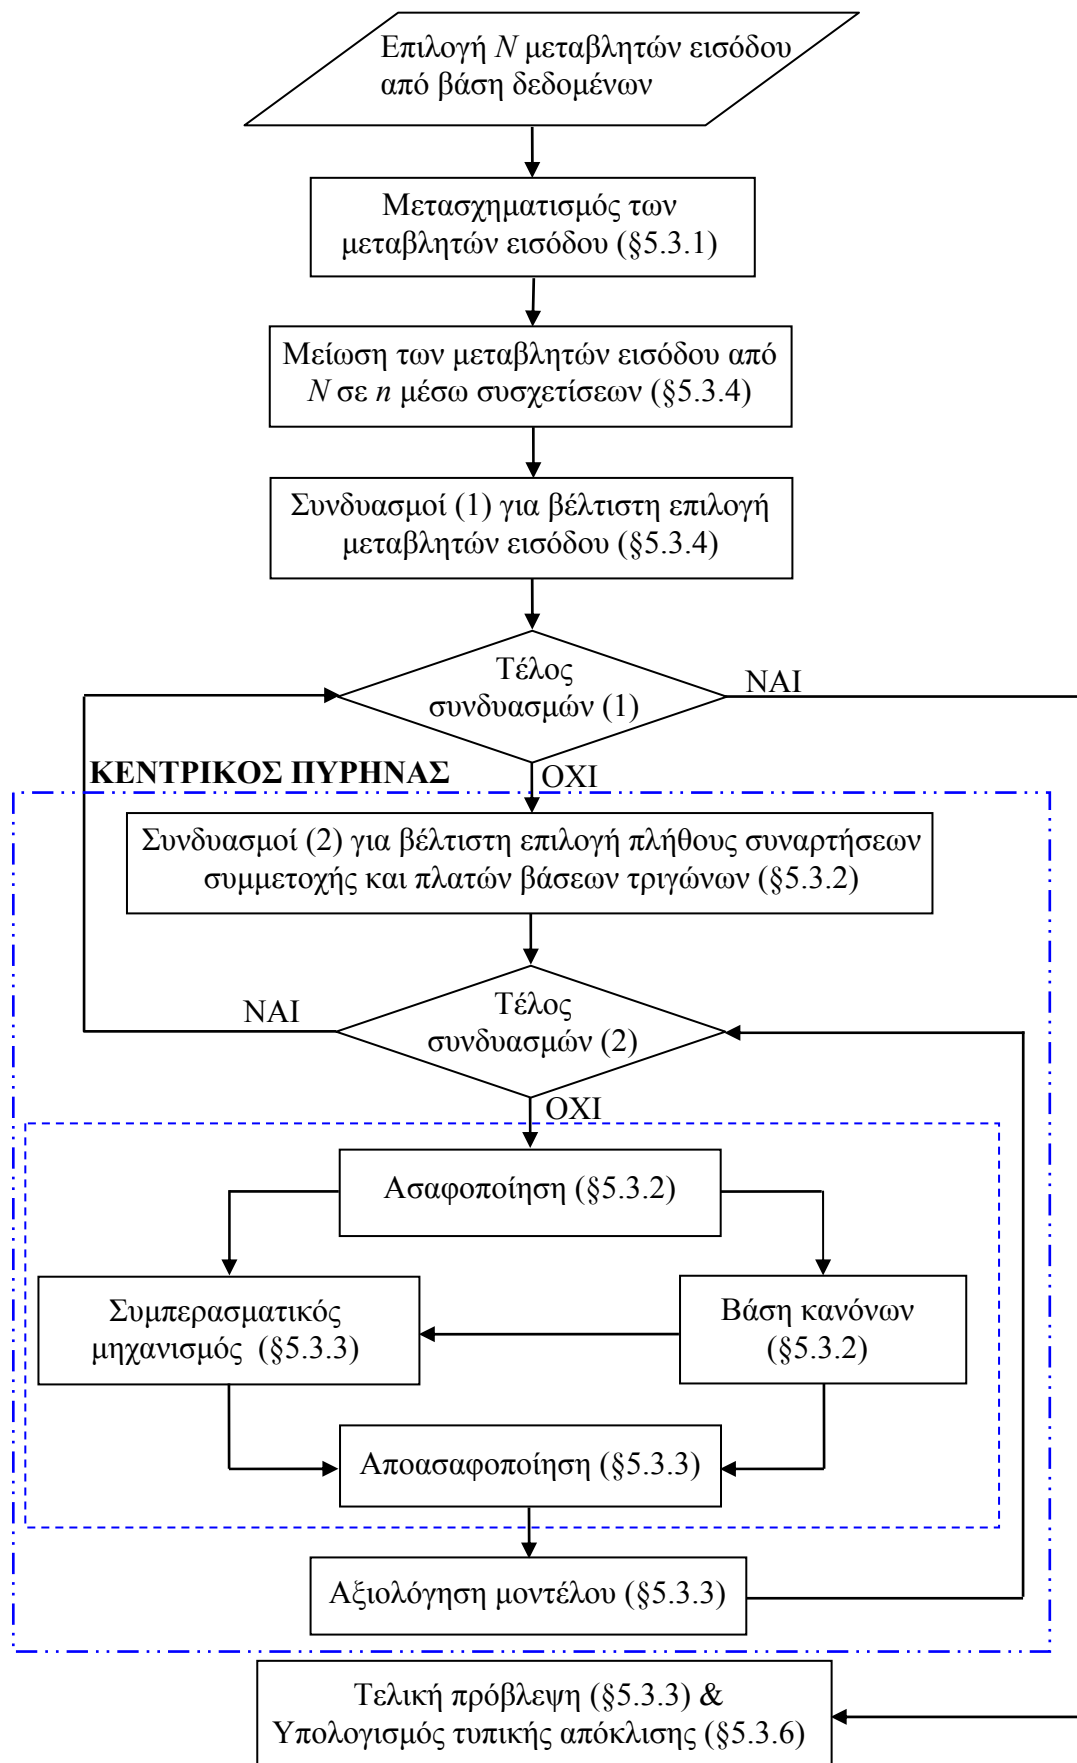 Επιλογή N μεταβλητών εισόδου
από βάση δεδομένων
Μετασχηματισμός των
μεταβλητών εισόδου (§5.3.1)
Μείωση των μεταβλητών εισόδου από
N σε n μέσω συσχετίσεων (§5.3.4)
Συνδυασμοί (1) για βέλτιστη επιλογή
μεταβλητών εισόδου (§5.3.4)
Τέλος
συνδυασμών (1)
ΝΑΙ
ΚΕΝΤΡΙΚΟΣ ΠΥΡΗΝΑΣ
ΟΧΙ
Συνδυασμοί (2) για βέλτιστη επιλογή πλήθους συναρτήσεων
συμμετοχής και πλατών βάσεων τριγώνων (§5.3.2)
ΝΑΙ
Τέλος
συνδυασμών (2)
ΟΧΙ
Ασαφοποίηση (§5.3.2)
Συμπερασματικός
μηχανισμός (§5.3.3)
Βάση κανόνων
(§5.3.2)
Αποασαφοποίηση (§5.3.3)
Αξιολόγηση μοντέλου (§5.3.3)
Τελική πρόβλεψη (§5.3.3) &
Υπολογισμός τυπικής απόκλισης (§5.3.6)